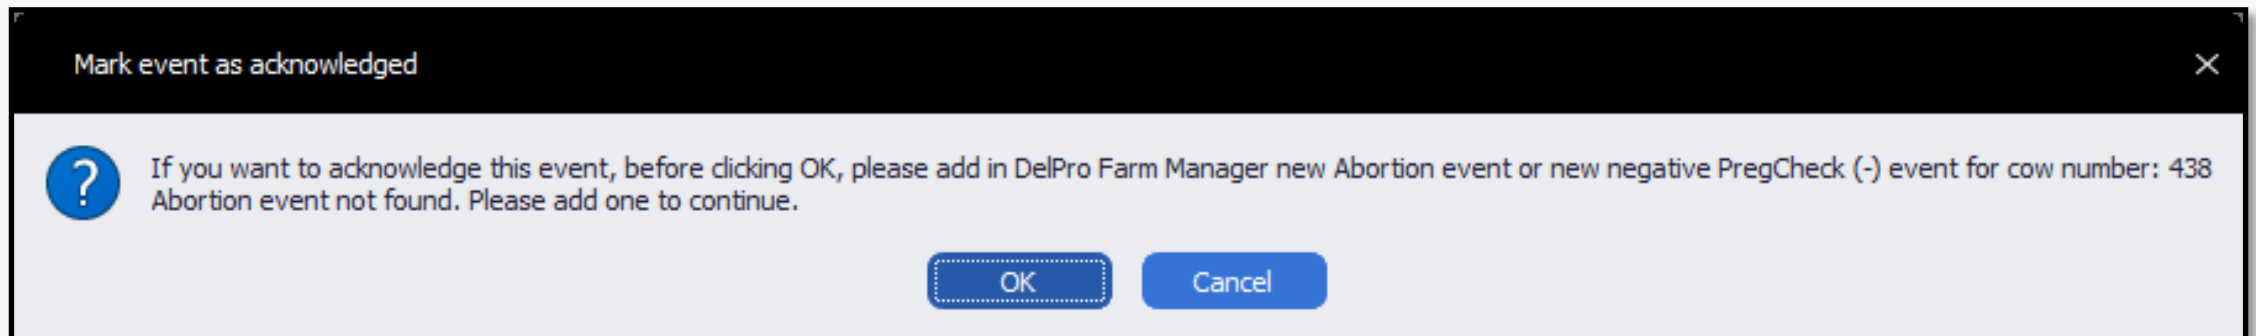 Mark event as acknowledged
If you want to acknowledge this event, before clicking OK, please add in DelPro Farm Manager new Abortion event or new negative PregCheck (-) event for cow number: 438
Abortion event not found. Please add one to continue.
OK
Cancel